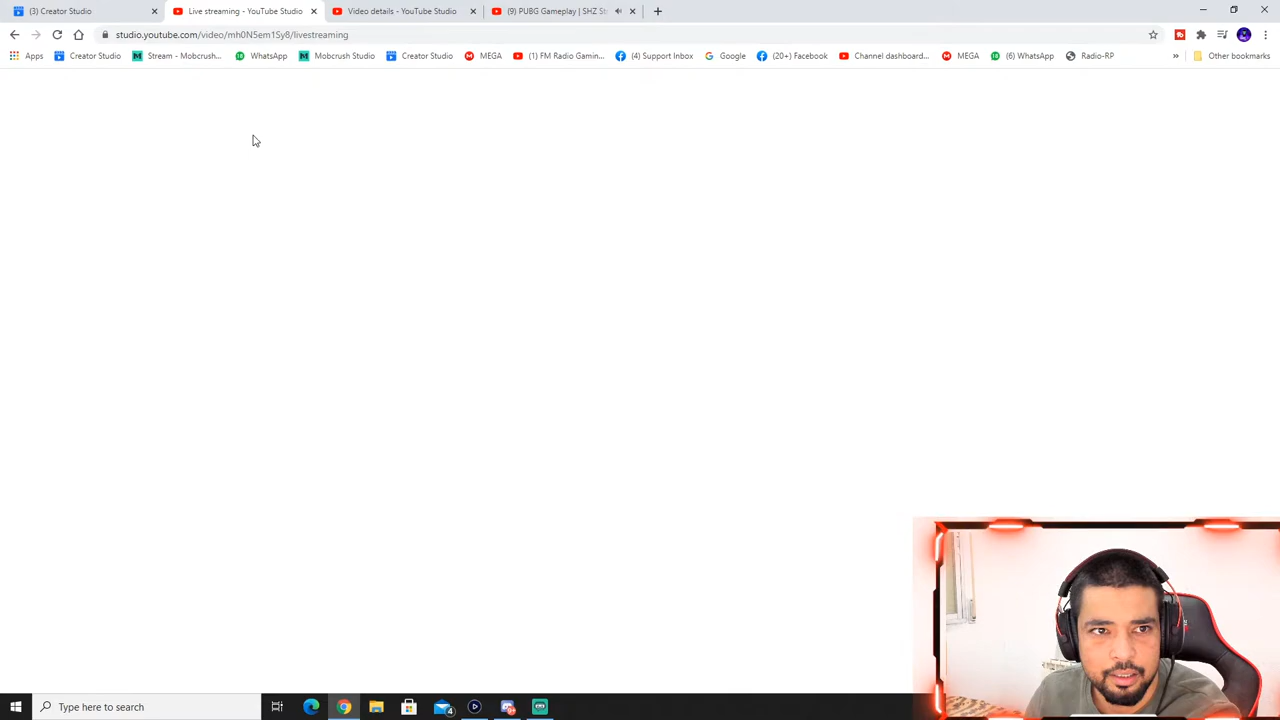 (3) Creator Studio
Live streaming - YouTube Studio
Video details - YouTube Studio
(9) PUBG Gameplay | SHZ St
studio.youtube.com/video/mh0N5em1Sy8/livestreaming
Apps
Creator Studio
Stream - Mobcrush...
WhatsApp
Mobcrush Studio
Creator Studio
MEGA
(1) FM Radio Gamin...
(4) Support Inbox
Google
(20+) Facebook
Channel dashboard...
MEGA
(6) WhatsApp
Radio-RP
»
Other bookmarks
Type here to search
4